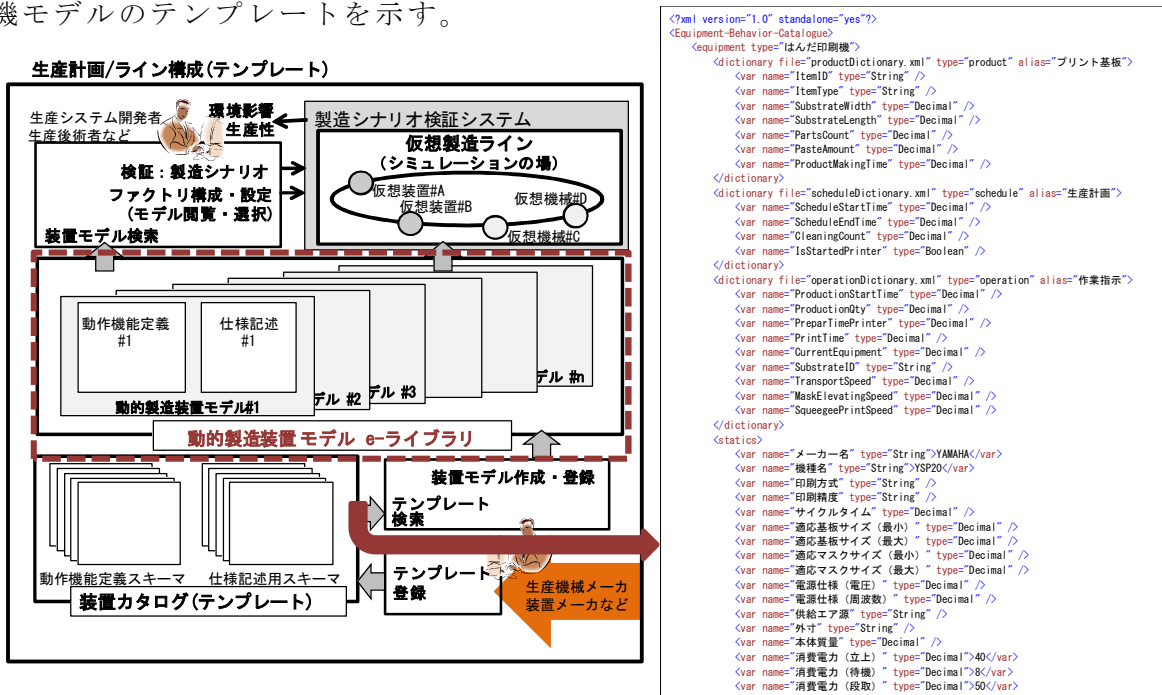 機モデルのテンプレートを示す。
生産計画/ライン構成(テンプレート)
生産システム開発者
生産後術者など
環境影響
生産性
製造シナリオ検証システム
仮想製造ライン
(シミュレーションの場)
検証：製造シナリオ
ファクトリ構成・設定
(モデル閲覧・選択)
装置モデル検索
仮想装置#A
仮想装置#B
仮想機械#D
仮想機械#C
動作機能定義
#1
仕様記述
#1
動的製造装置モデル#1
デル #2
デル #3
デル #n
動的製造装置 モデル e-ライブラリ
装置モデル作成・登録
テンプレート
検索
動作機能定義スキーマ
仕様記述用スキーマ
装置カタログ(テンプレート)
テンプレート
登録
生産機械メーカ
装置メーカなど
<?xml version="1.0" standalone="yes"?>
<Equipment-Behavior-Catalogue>
<equipment type="はんだ印刷機">
<dictionary file="productDictionary.xml" type="product" alias="プリント基板">
<var name="ItemID" type="String" />
<var name="ItemType" type="String" />
<var name="SubstrateWidth" type="Decimal" />
<var name="SubstrateLength" type="Decimal" />
<var name="PartsCount" type="Decimal" />
<var name="PasteAmount" type="Decimal" />
<var name="ProductMakingTime" type="Decimal" />
</dictionary>
<dictionary file="scheduleDictionary.xml" type="schedule" alias="生産計画">
<var name="ScheduleStartTime" type="Decimal" />
<var name="ScheduleEndTime" type="Decimal" />
<var name="CleaningCount" type="Decimal" />
<var name="IsStartedPrinter" type="Boolean" />
</dictionary>
<dictionary file="operationDictionary.xml" type="operation" alias="作業指示">
<var name="ProductionStartTime" type="Decimal" />
<var name="ProductionQty" type="Decimal" />
<var name="PreparTimePrinter" type="Decimal" />
<var name="PrintTime" type="Decimal" />
<var name="CurrentEquipment" type="Decimal" />
<var name="SubstrateID" type="String" />
<var name="TransportSpeed" type="Decimal" />
<var name="MaskElevatingSpeed" type="Decimal" />
<var name="SqueegeePrintSpeed" type="Decimal" />
</dictionary>
<statics>
<var name="メーカー名" type="String">YAMAHA</var>
<var name="機種名" type="String">YSP20</var>
<var name="印刷方式" type="String" />
<var name="印刷精度" type="String" />
<var name="サイクルタイム" type="Decimal" />
<var name="適応基板サイズ（最小）" type="Decimal" />
<var name="適応基板サイズ（最大）" type="Decimal" />
<var name="適応マスクサイズ（最小）" type="Decimal" />
<var name="適応マスクサイズ（最大）" type="Decimal" />
<var name="電源仕様（電圧）" type="Decimal" />
<var name="電源仕様（周波数）" type="Decimal" />
<var name="供給エア源" type="String" />
<var name="外寸" type="String" />
<var name="本体質量" type="Decimal" />
<var name="消費電力（立上）" type="Decimal">40</var>
<var name="消費電力（待機）" type="Decimal">8</var>
<var name="消費電力（段取）" type="Decimal">50</var>